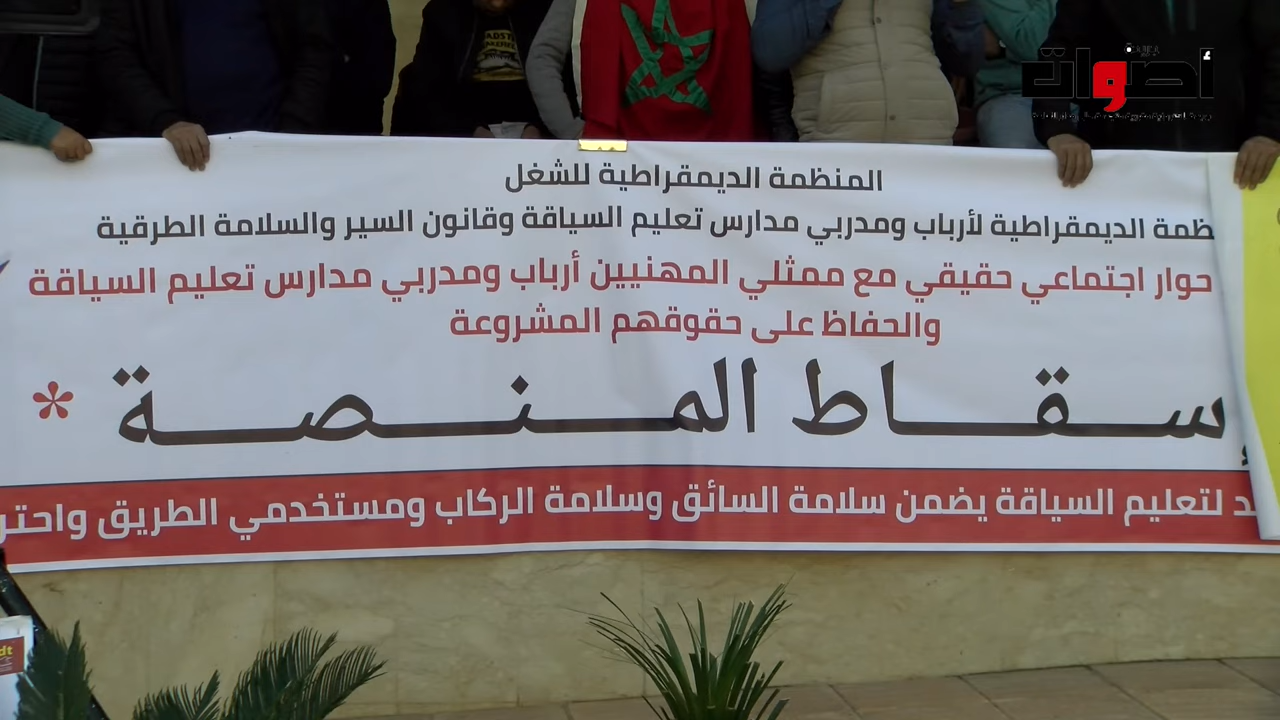 أصوات
المنظمة الديمقراطية للشغل
ظمة الديمقراطية لأرباب ومدربي مدارس تعليم السياقة وقانون السير والسلامة الطرقية
حوار اجتماعي حقيقي مع ممثلي المهنيين أرباب ومدربي مدارس تعليم السياقة
والحفاظ على حقوقهم المشروعة
إسقاط المنصة *
د لتعليم السياقة يضمن سلامة السائق وسلامة الركاب ومستخدمي الطريق واحتر
dt